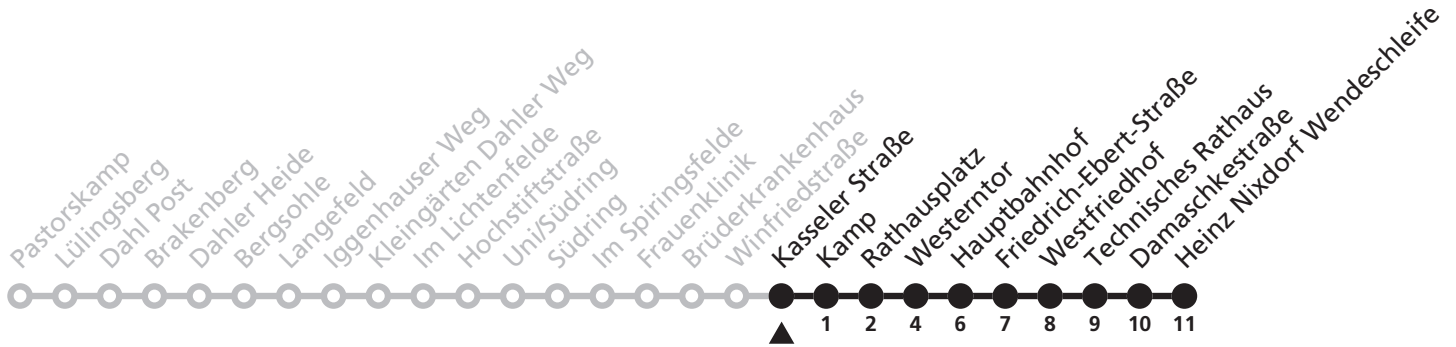 Pastorskamp
Lülingsberg
Dahl Post
Brakenberg
Dahler Heide
Bergsohle
Langefeld
Iggenhauser Weg
Kleingärten Dahler Weg
Im Lichtenfelde
Hochstiftstraße
Uni/Südring
Südring
Im Spiringsfelde
Frauenklinik
Brüderkrankenhaus
Winfriedstraße
Kasseler Straße
Kamp
Rathausplatz
Westerntor
Hauptbahnhof
Friedrich-Ebert-Straße
Westfriedhof
Technisches Rathaus
Damaschkestraße
Heinz Nixdorf Wendeschleife
1 2 4 6 7 8 9 10 11